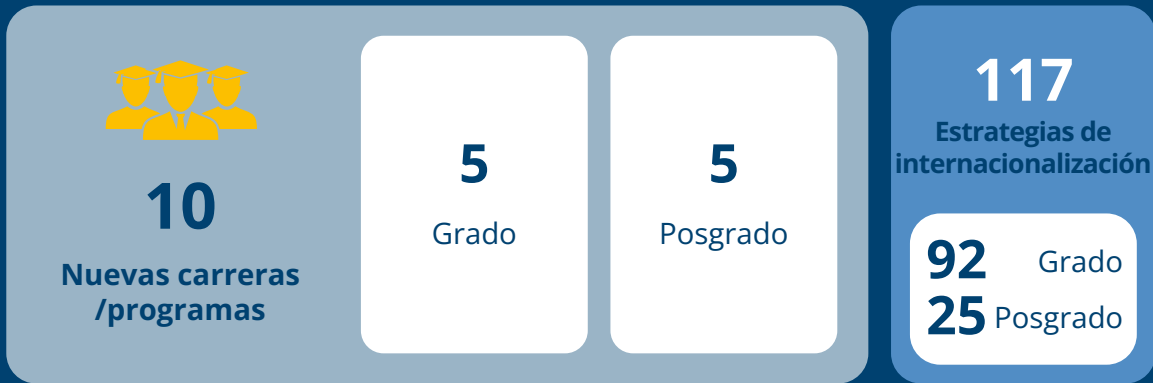 10
Nuevas carreras
/programas
5
Grado
5
Posgrado
117
Estrategias de
internacionalización
92 Grado
25 Posgrado